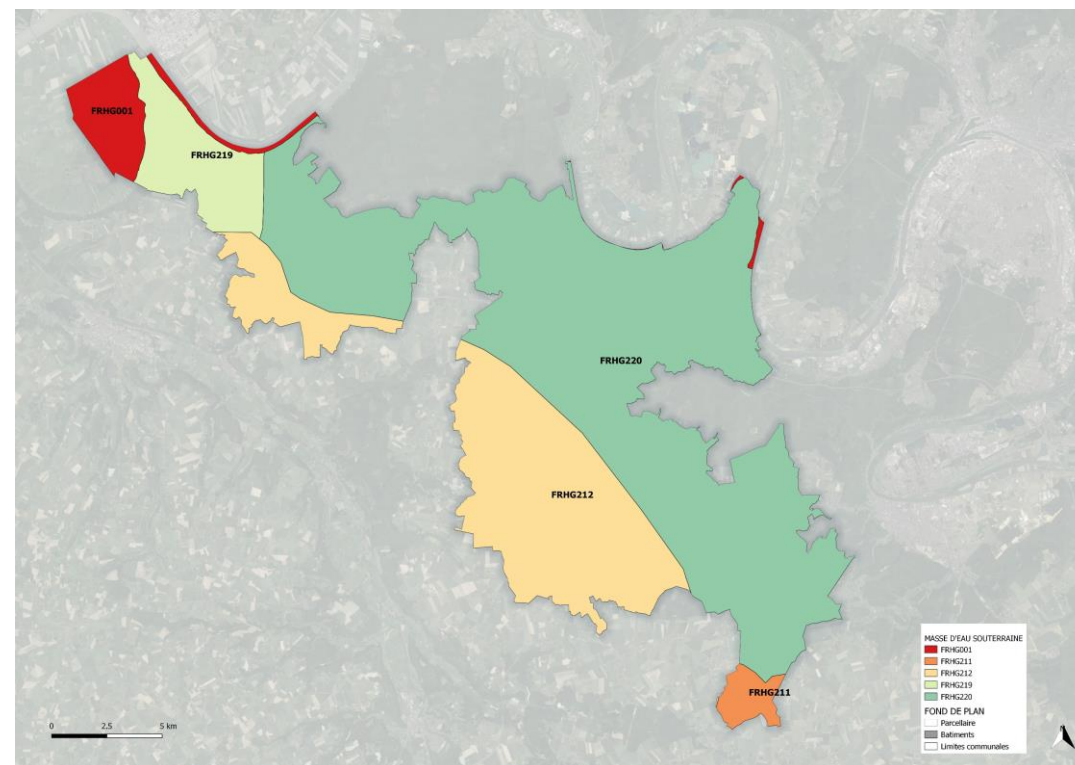 FRHG001
FRHG219
FRHG220
FRHG212
FRHG211
MASSE D'EAU SOUTERRAINE
FRHG001
FRHG211
FRHG212
FRHG219
FRHG220
FOND DE PLAN
Parcellaire
Batiments
Limites communales
0 2,5 5 km